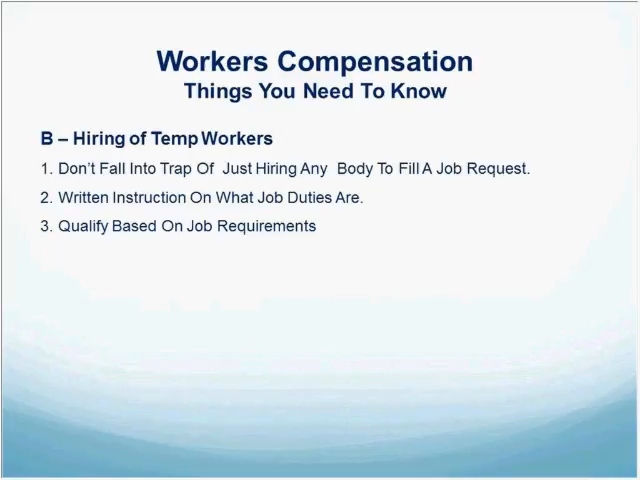 Workers Compensation
Things You Need To Know
B – Hiring of Temp Workers
1. Don't Fall Into Trap Of Just Hiring Any Body To Fill A Job Request.
2. Written Instruction On What Job Duties Are.
3. Qualify Based On Job Requirements